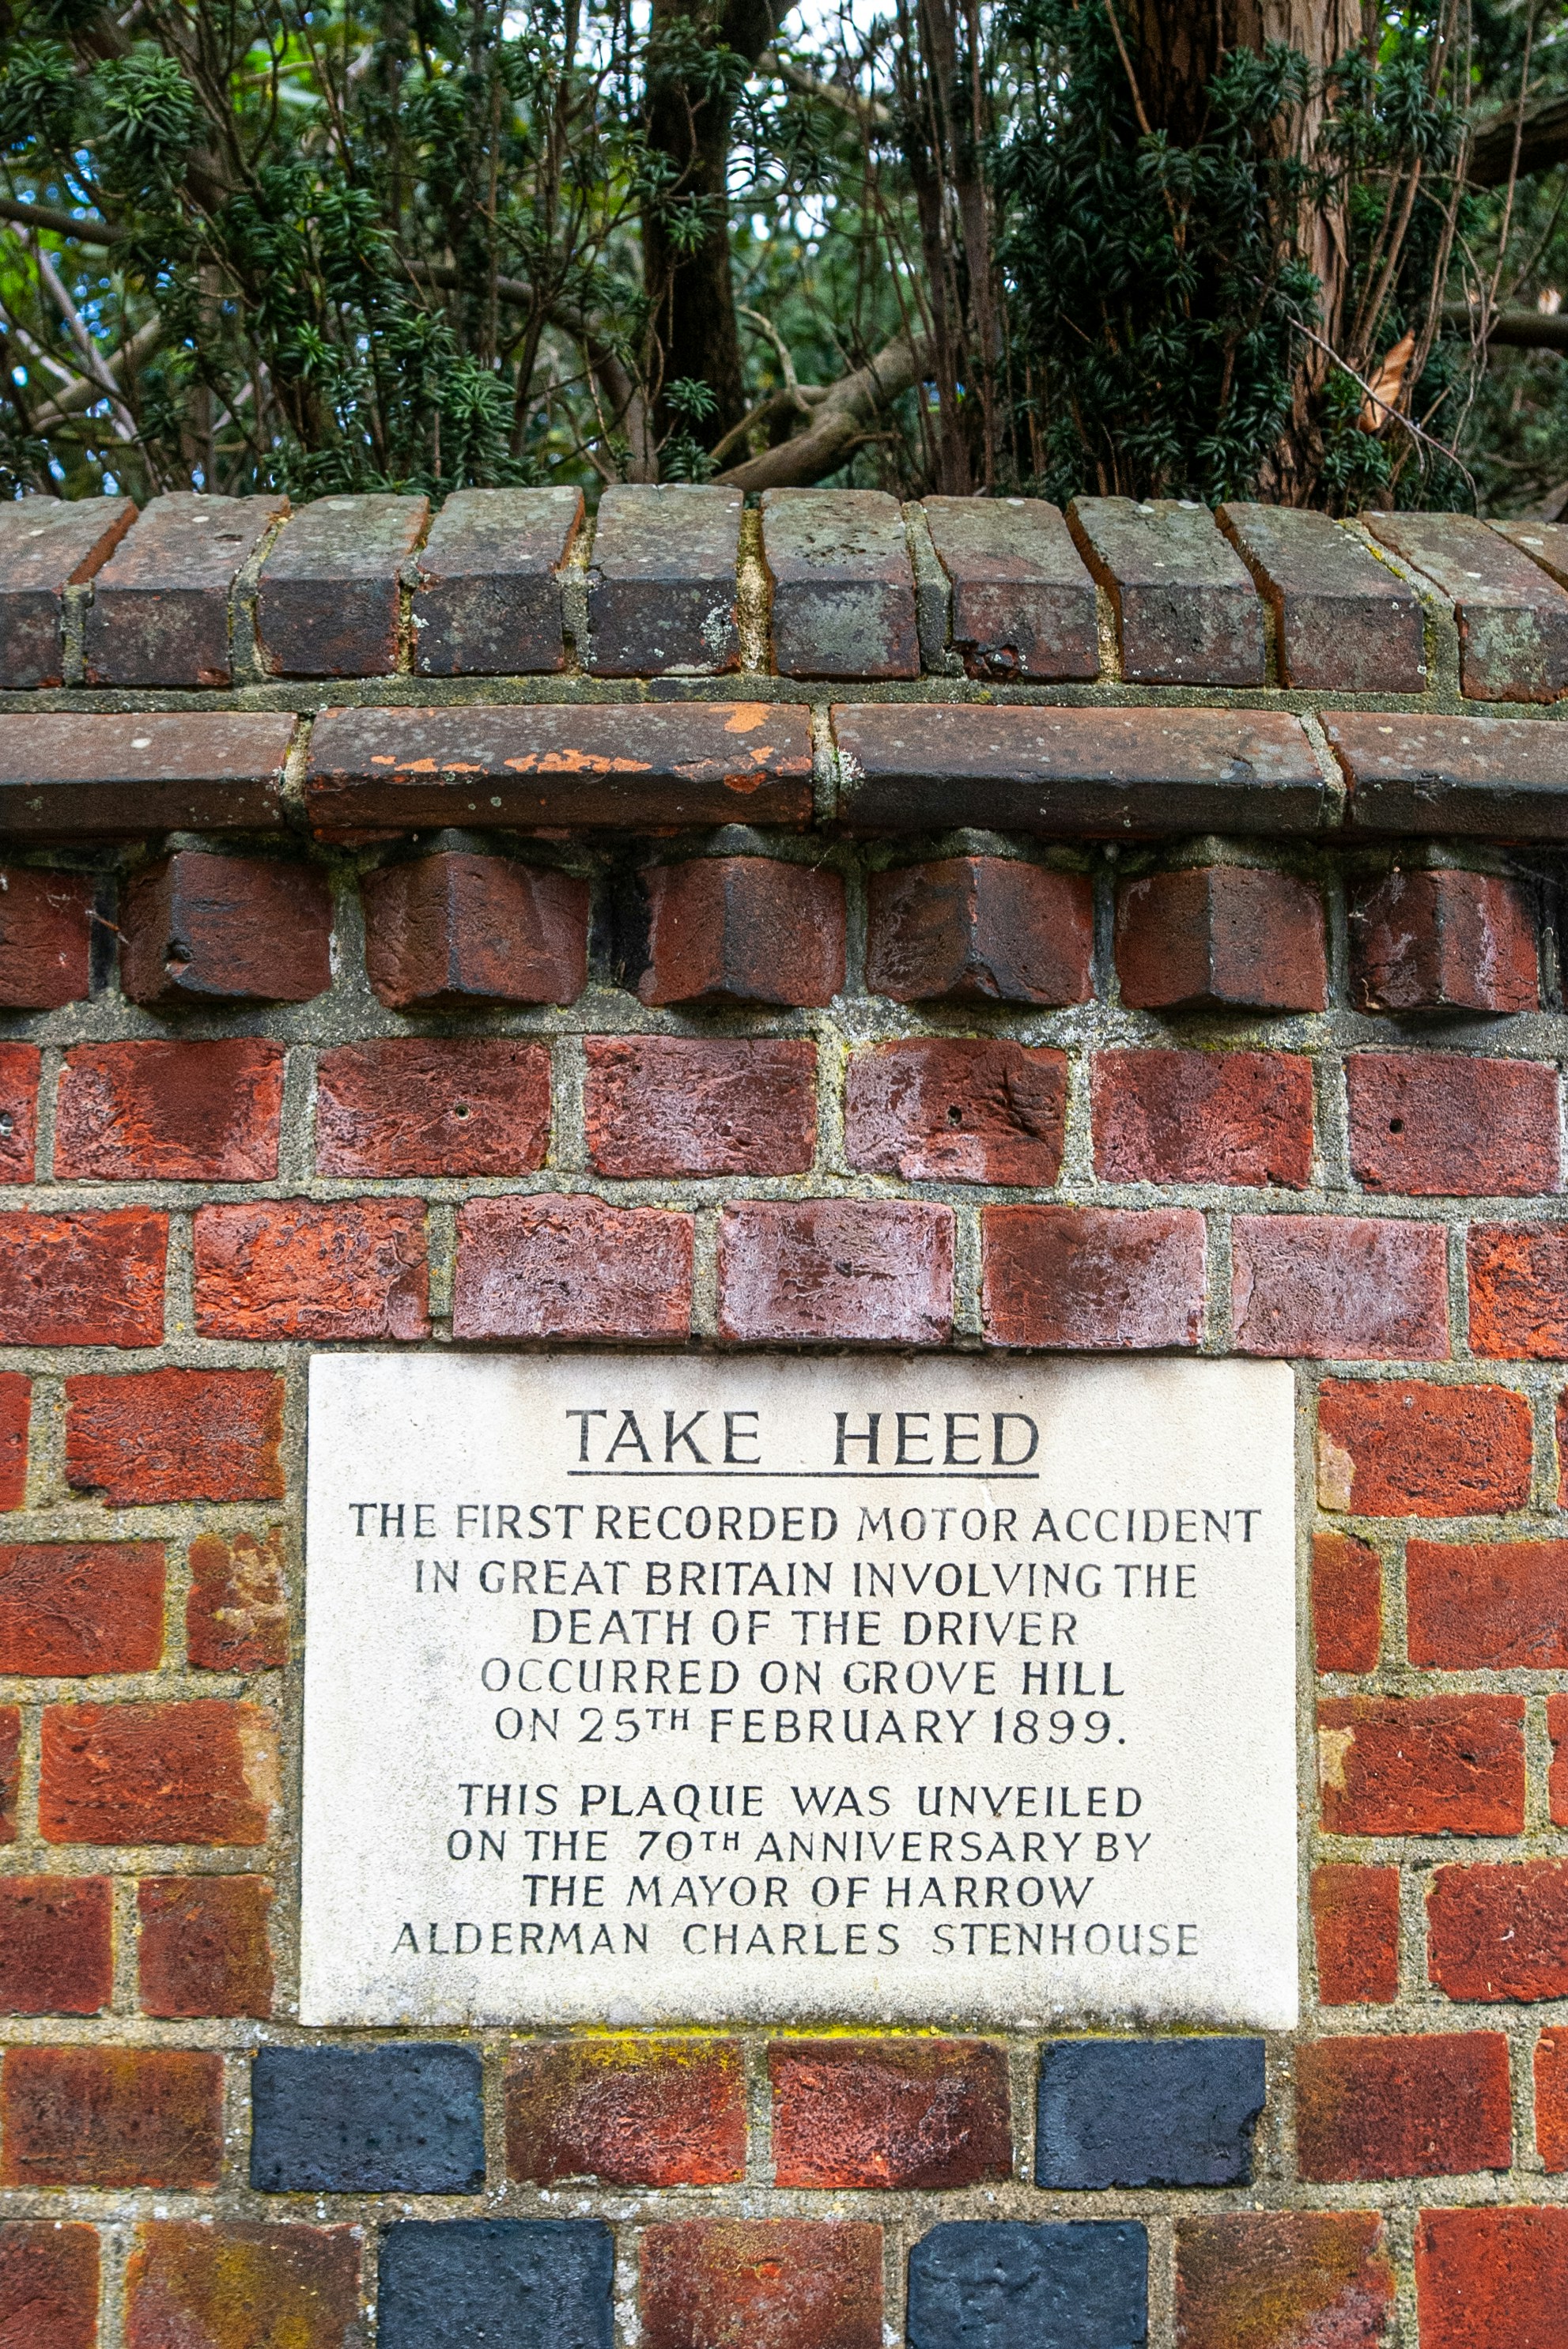 TAKE HEED
THE FIRST RECORDED MOTOR ACCIDENT
IN GREAT BRITAIN INVOLVING THE
DEATH OF THE DRIVER
OCCURRED ON GROVE HILL
ON 25TH FEBRUARY 1899.
THIS PLAQUE WAS UNVEILED
ON THE 70TH ANNIVERSARY BY
THE MAYOR OF HARROW
ALDERMAN CHARLES STENHOUSE